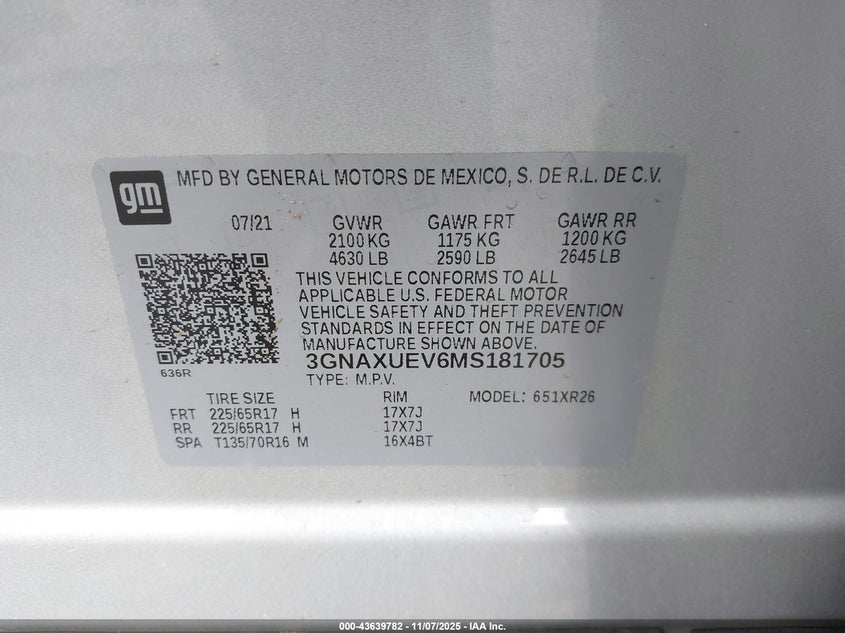 gm
MFD BY GENERAL MOTORS DE MEXICO, S. DE R.L. DE C.V.
07/21 GVWR GAWR FRT GAWR RR
2100 KG 1175 KG 1200 KG
4630 LB 2590 LB 2645 LB
THIS VEHICLE CONFORMS TO ALL
APPLICABLE U.S. FEDERAL MOTOR
VEHICLE SAFETY AND THEFT PREVENTION
STANDARDS IN EFFECT ON THE DATE OF
MANUFACTURE SHOWN ABOVE.
3GNAXUEV6MS181705
636R
TYPE: M.P.V.
TIRE SIZE RIM MODEL: 651XR26
FRT 225/65R17 H 17X7J
RR 225/65R17 H 17X7J
SPA T135/70R16 M 16X4BT
000-43639782 - 11/07/2025 - IAA Inc.